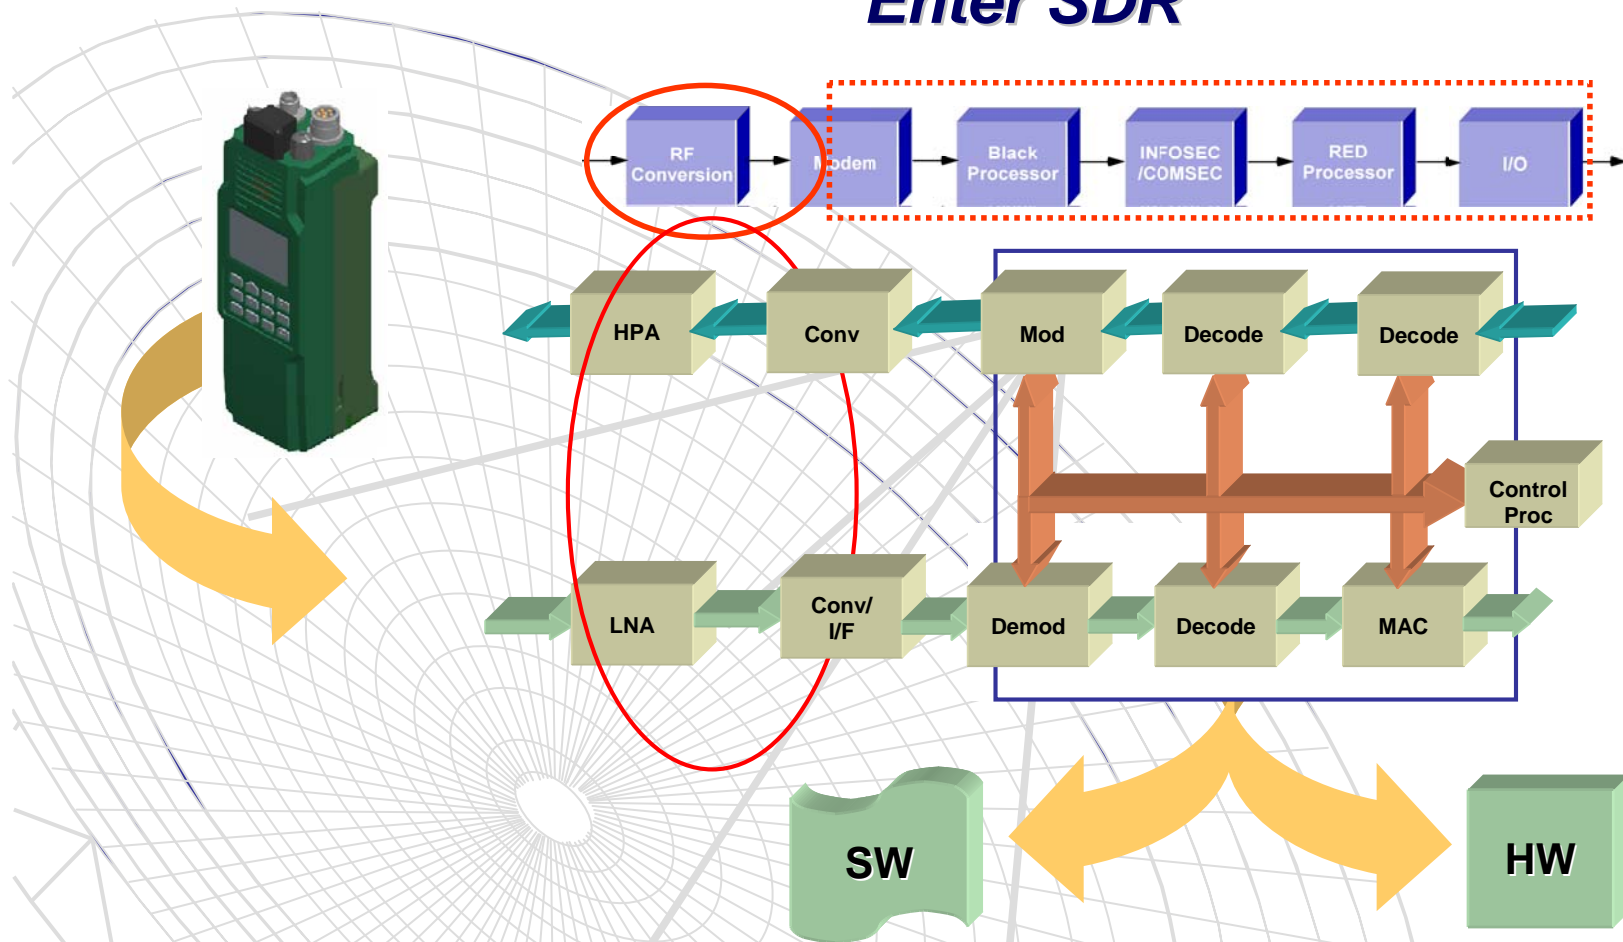 Enter SDR
RF
Conversion
Modem
Black
Processor
INFOSEC
/COMSEC
RED
Processor
I/O
HPA
Conv
Mod
Decode
Decode
Control
Proc
LNA
Conv/
I/F
Demod
Decode
MAC
SW
HW